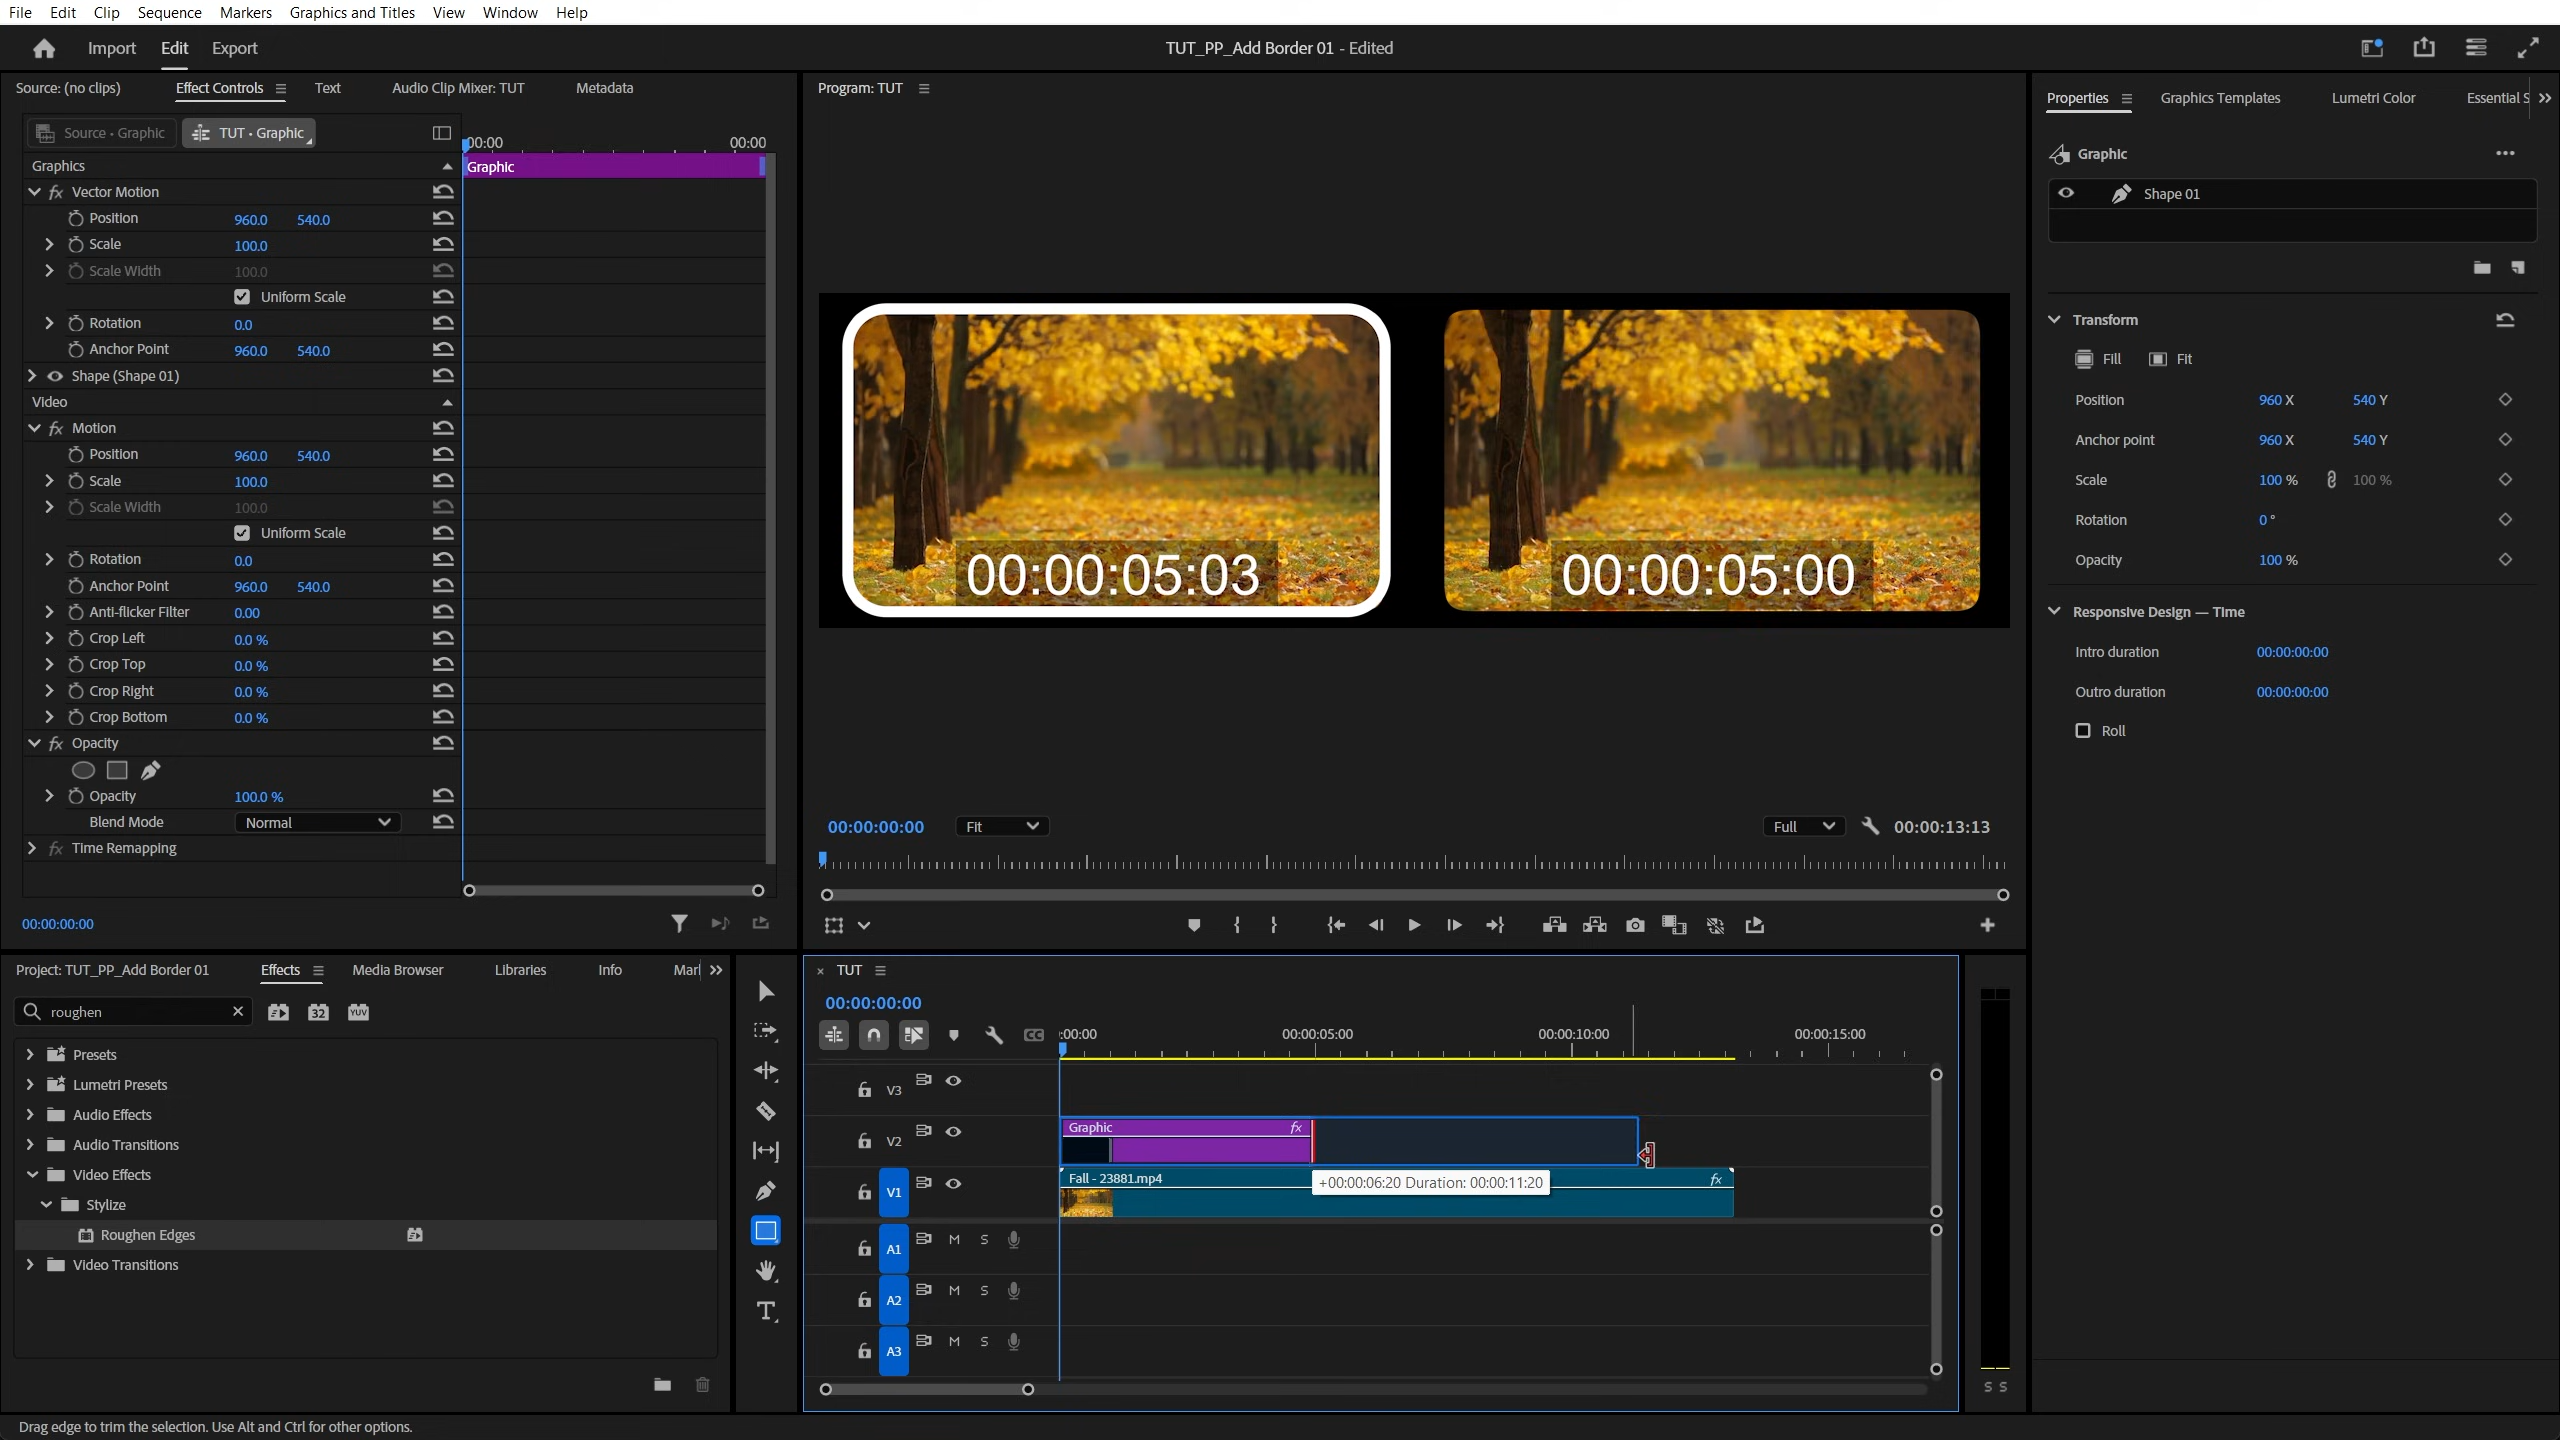 File Edit Clip Sequence Markers Graphics and Titles View Window Help
Import Edit Export
TUT_PP_Add Border 01 - Edited
Source: (no clips) Effect Controls Text Audio Clip Mixer: TUT Metadata
Source • Graphic TUT • Graphic
:00:00 00:00
Graphics
Graphic
fx Vector Motion
Position 960.0 540.0
Scale 100.0
Scale Width 100.0
Uniform Scale
Rotation 0.0
Anchor Point 960.0 540.0
Shape (Shape 01)
Video
fx Motion
Position 960.0 540.0
Scale 100.0
Scale Width 100.0
Uniform Scale
Rotation 0.0
Anchor Point 960.0 540.0
Anti-flicker Filter 0.00
Crop Left 0.0 %
Crop Top 0.0 %
Crop Right 0.0 %
Crop Bottom 0.0 %
fx Opacity
Opacity 100.0 %
Blend Mode Normal
fx Time Remapping
00:00:00:00
Program: TUT
00:00:05:03 00:00:05:00
00:00:00:00 Fit Full 00:00:13:13
Properties Graphics Templates Lumetri Color Essential S
Graphic
Shape 01
Transform
Fill Fit
Position 960 X 540 Y
Anchor point 960 X 540 Y
Scale 100 % 100 %
Rotation 0 °
Opacity 100 %
Responsive Design — Time
Intro duration 00:00:00:00
Outro duration 00:00:00:00
Roll
Project: TUT_PP_Add Border 01 Effects Media Browser Libraries Info Mar
roughen 32 YUV
Presets
Lumetri Presets
Audio Effects
Audio Transitions
Video Effects
Stylize
Roughen Edges
Video Transitions
T
× TUT
00:00:00:00
CC
:00:00 00:00:05:00 00:00:10:00 00:00:15:00
V3
V2 Graphic fx
V1 Fall - 23881.mp4 fx
+00:00:06:20 Duration: 00:00:11:20
A1 M S
A2 M S
A3 M S
S S
Drag edge to trim the selection. Use Alt and Ctrl for other options.